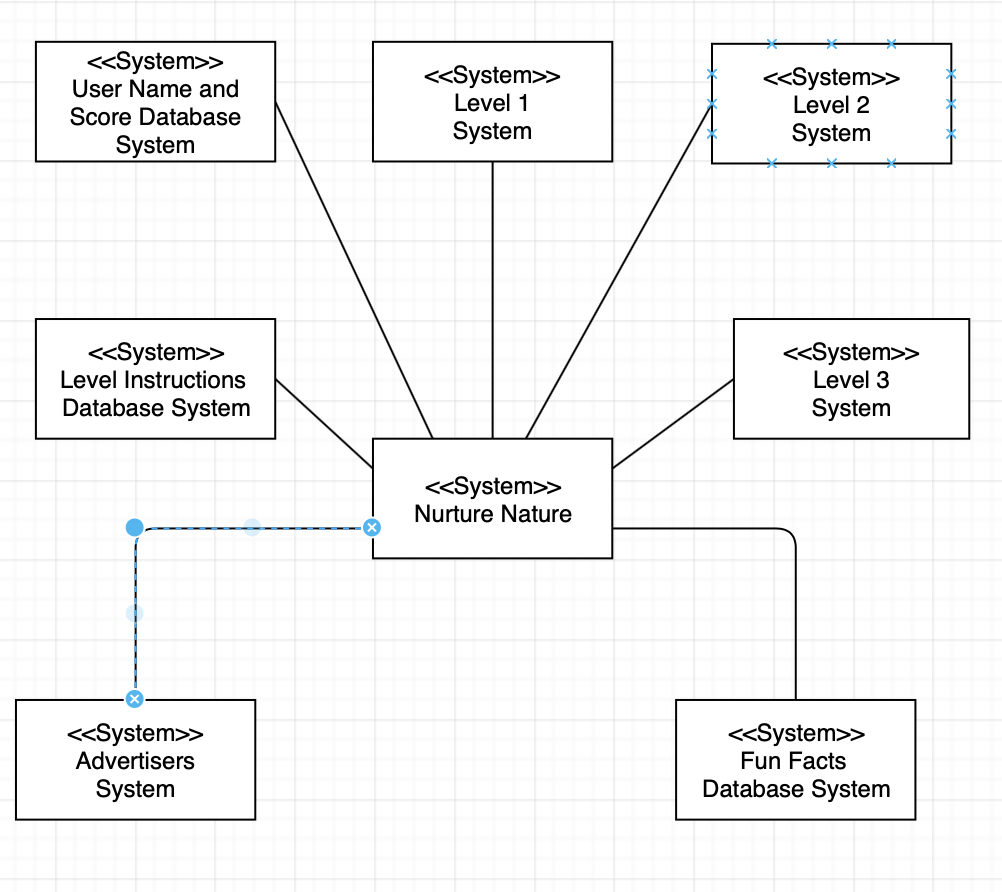 <<System>>
User Name and
Score Database
System
<<System>>
Level 1
System
<<System>>
Level 2
System
<<System>>
Level Instructions
Database System
<<System>>
Level 3
System
<<System>>
Nurture Nature
<<System>>
Advertisers
System
<<System>>
Fun Facts
Database System